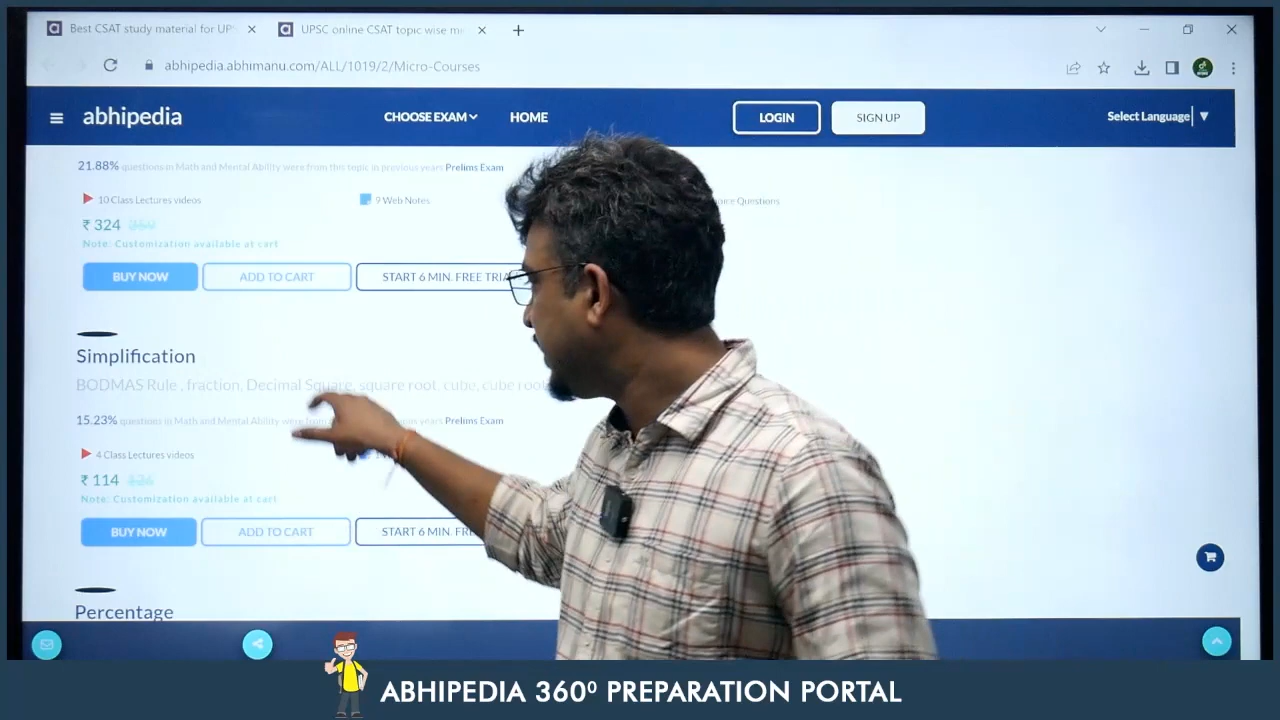 Best CSAT study material for UP
UPSC online CSAT topic wise m
abhipedia.abhimanu.com/ALL/1019/2/Micro-Courses
abhipedia
CHOOSE EXAM
HOME
LOGIN
SIGN UP
Select Language
21.88% questions in Math and Mental Ability were from this topic in previous years Prelims Exam
10 Class Lectures videos
9 Web Notes
Questions
₹ 324 350
Note: Customization available at cart
BUY NOW
ADD TO CART
START 6 MIN. FREE TRIA
Simplification
BODMAS Rule , fraction, Decimal Square, square root, cube, cube root
15.23% questions in Math and Mental Ability were from years Prelims Exam
4 Class Lectures videos
₹ 114 126
Note: Customization available at cart
BUY NOW
ADD TO CART
START 6 MIN. FRE
Percentage
ABHIPEDIA 360⁰ PREPARATION PORTAL